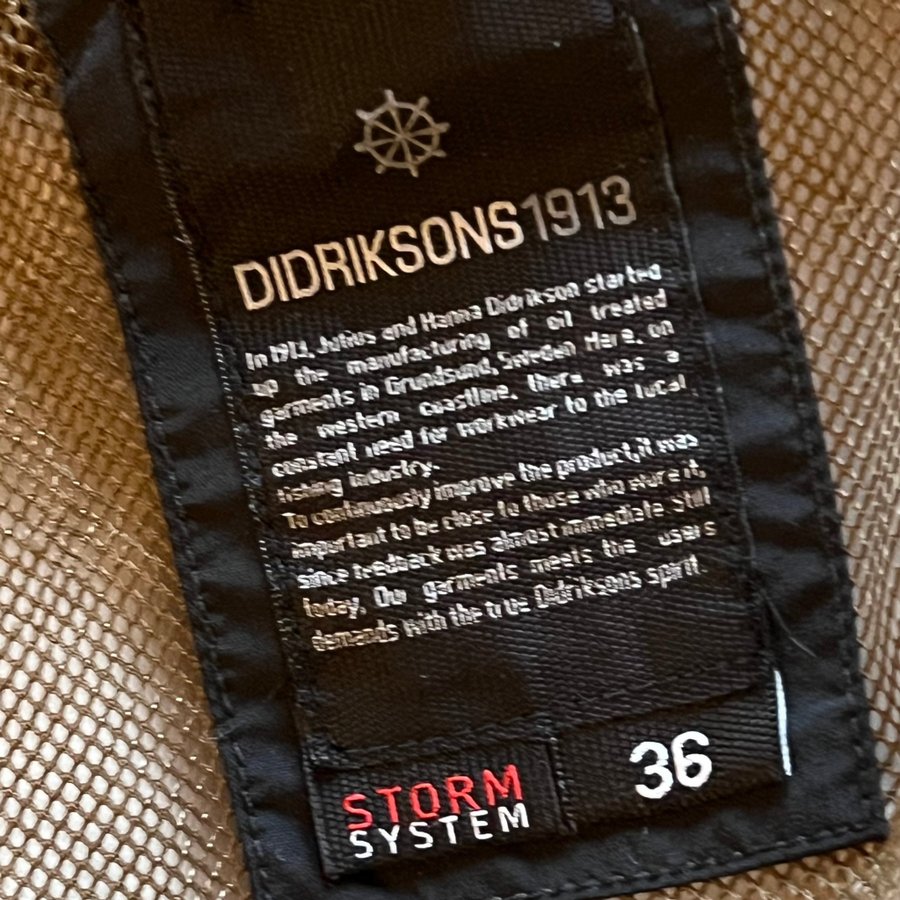 DIDRIKSONS1913
In 1913, Julius and Hanna Didrikson started
up the manufacturing of oil treated
garments in Grundsund, Sweden. Here, on
the western coastline, there was a
constant need for workwear to the local
fishing industry.
To continuously improve the product, it was
important to be close to those who wore it,
since feedback was almost immediate. Still
today, Our garments meets the users
demands with the true Didriksons spirit.
STORM
SYSTEM
36